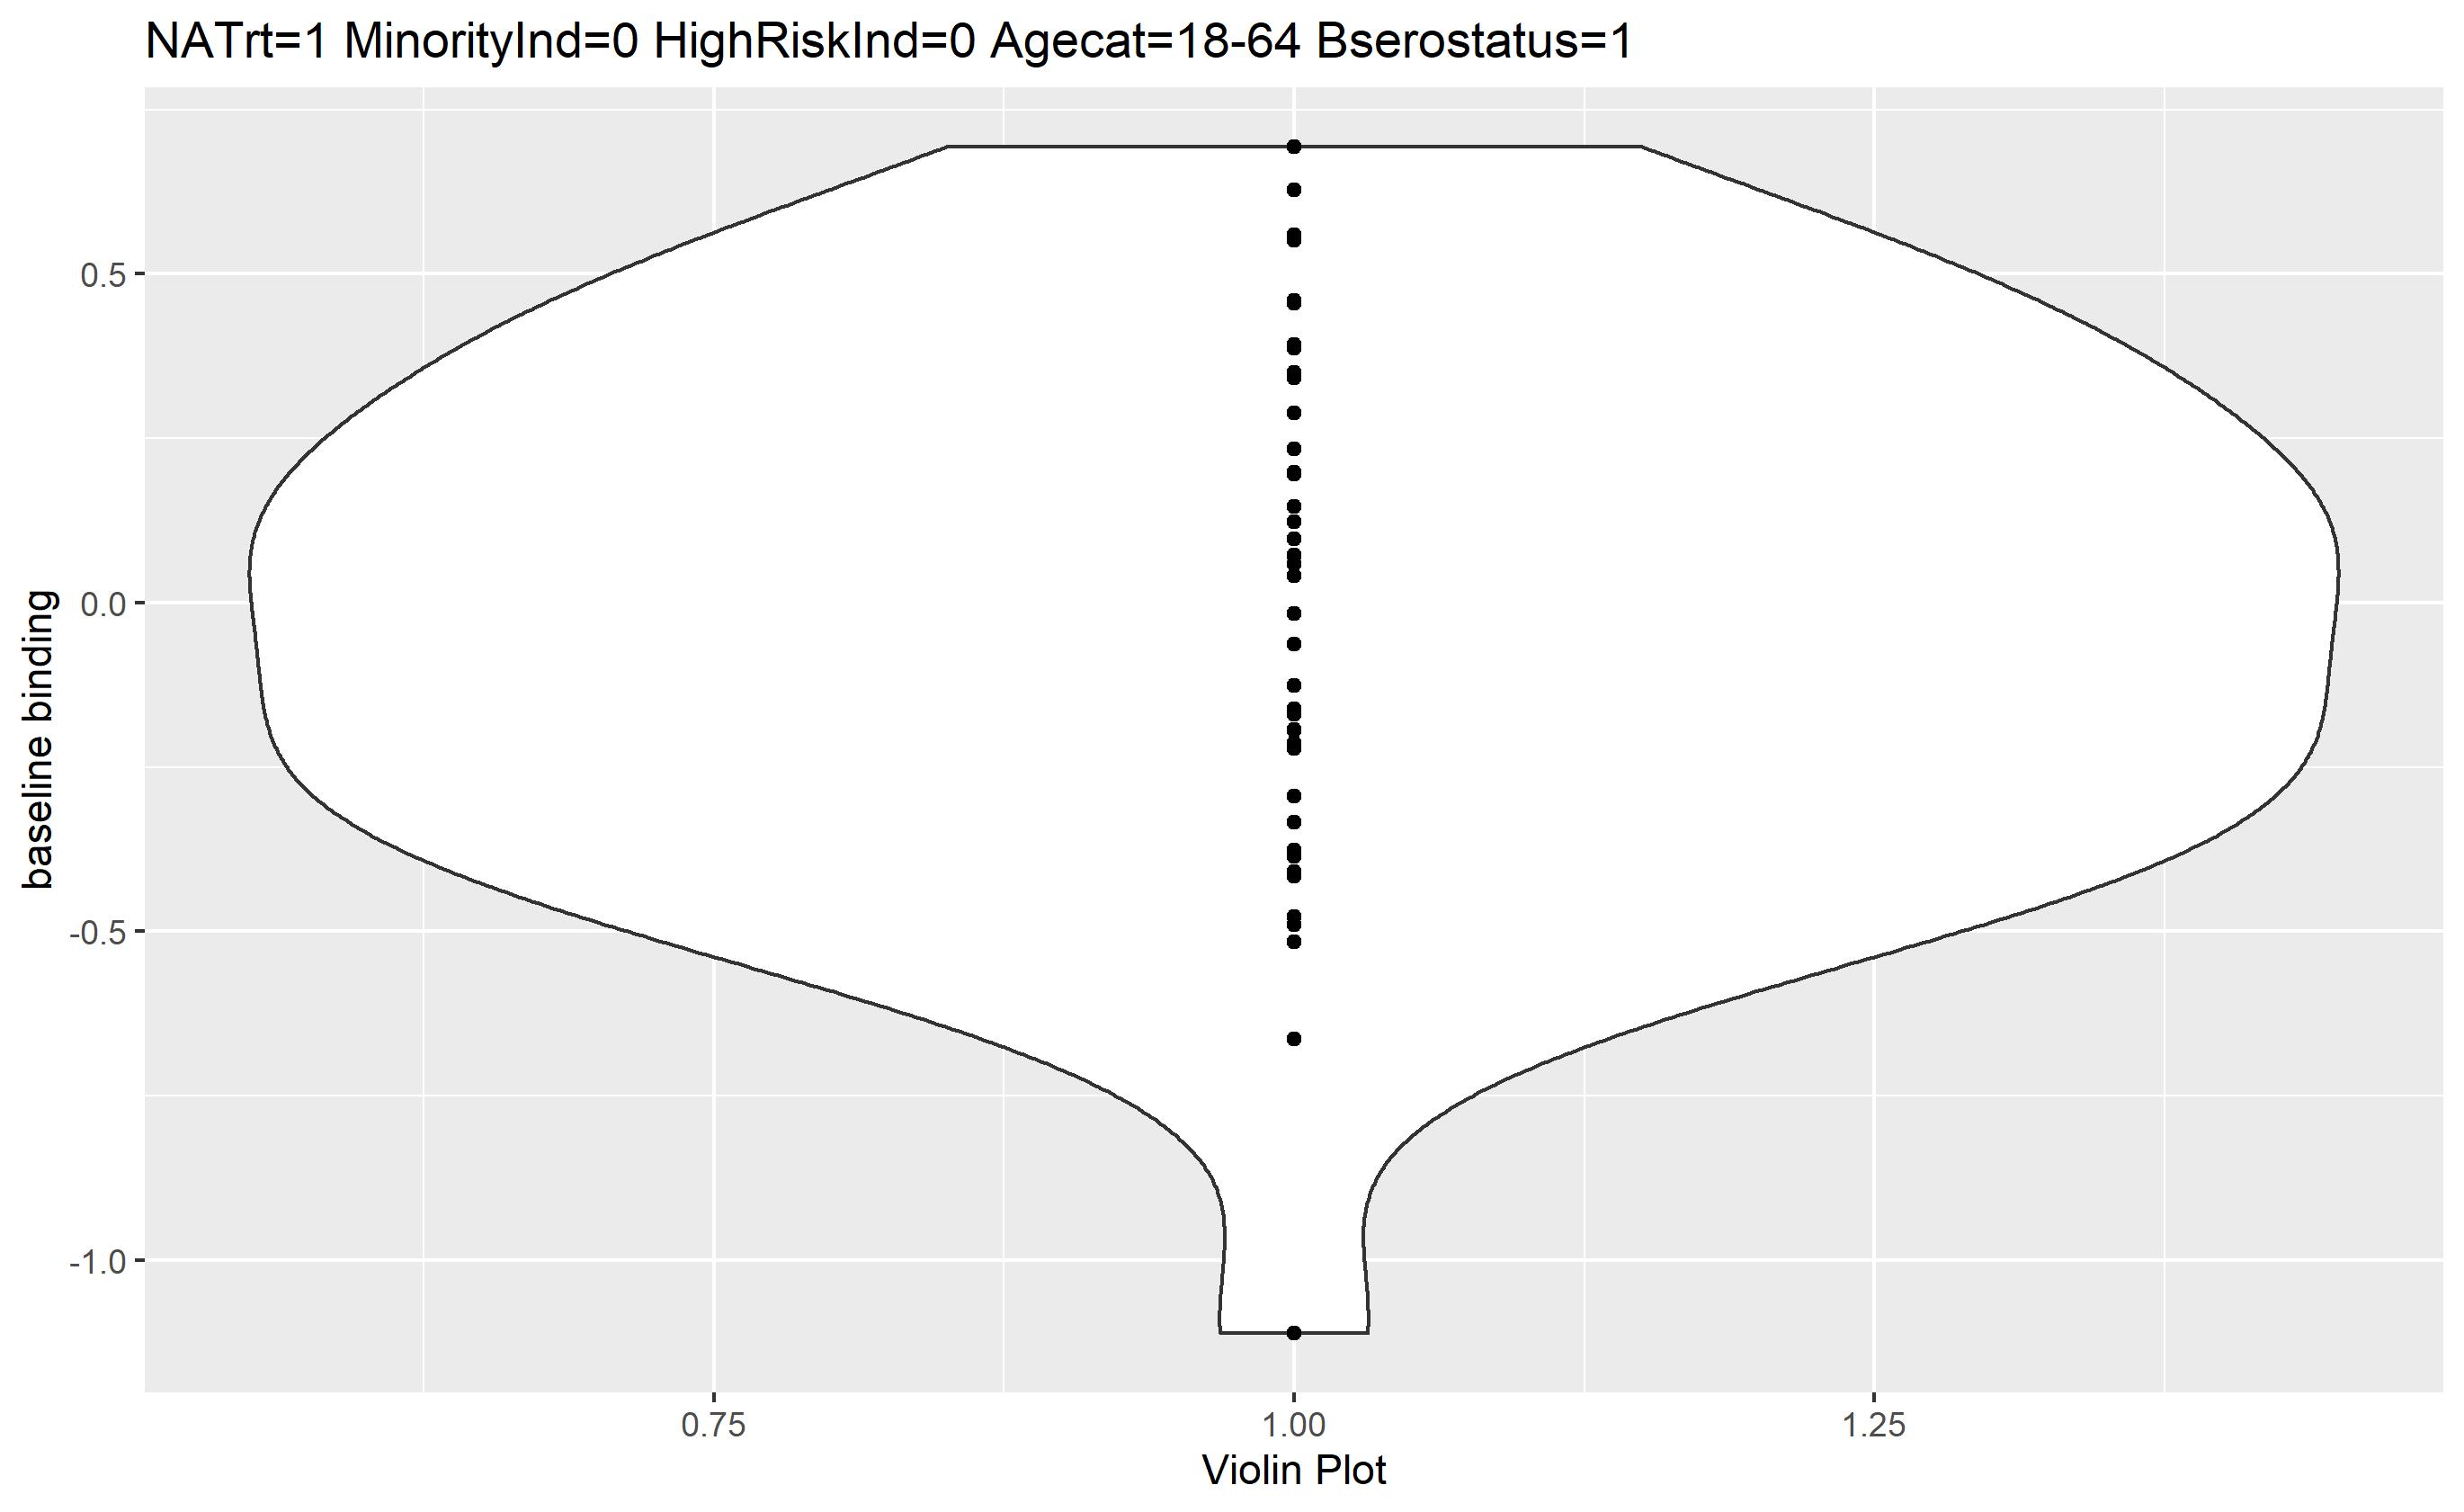 NATrt=1 MinorityInd=0 HighRiskInd=0 Agecat=18-64 Bserostatus=1
baseline binding
0.5
0.0
-0.5
-1.0
0.75 1.00 1.25
Violin Plot